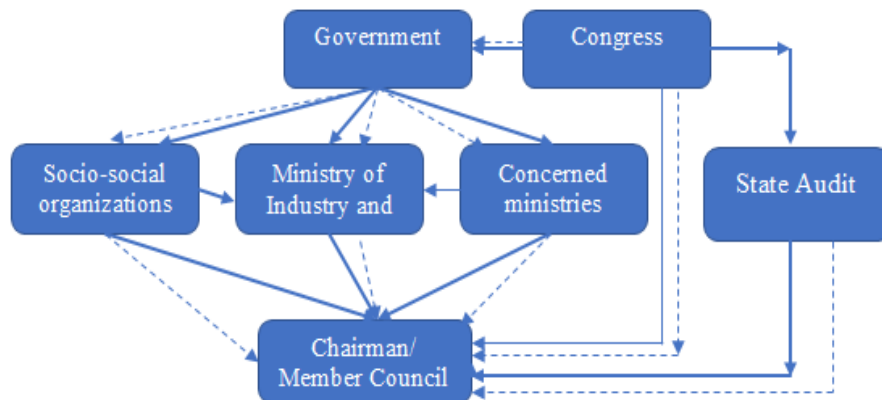 Government
Congress
Socio-social
organizations
Ministry of
Industry and
Concerned
ministries
State Audit
Chairman/
Member Council